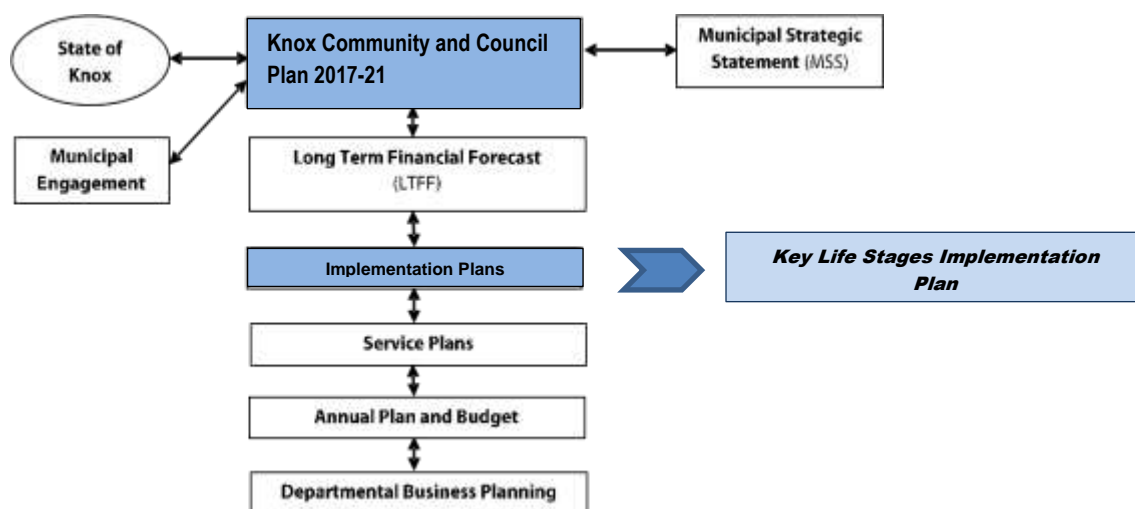 State of
Knox
Knox Community and Council
Plan 2017-21
Municipal Strategic
Statement (MSS)
Municipal
Engagement
Long Term Financial Forecast
(LTFF)
Implementation Plans
Key Life Stages Implementation
Plan
Service Plans
Annual Plan and Budget
Departmental Business Planning